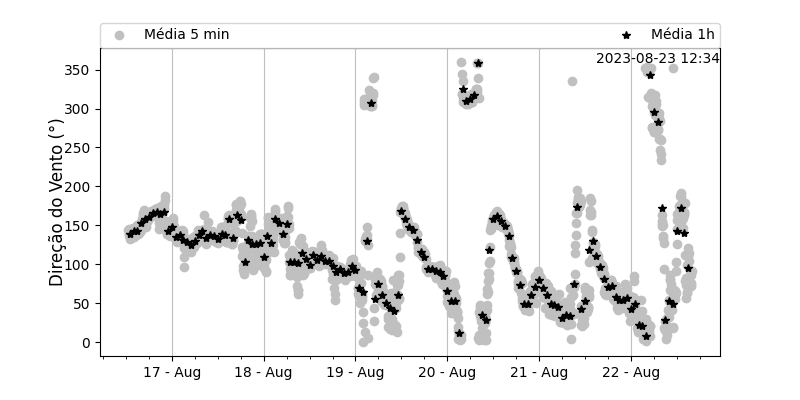 Média 5 min
Média 1h
2023-08-23 12:34
Direção do Vento (°)
350
300
250
200
150
100
50
0
17 - Aug
18 - Aug
19 - Aug
20 - Aug
21 - Aug
22 - Aug